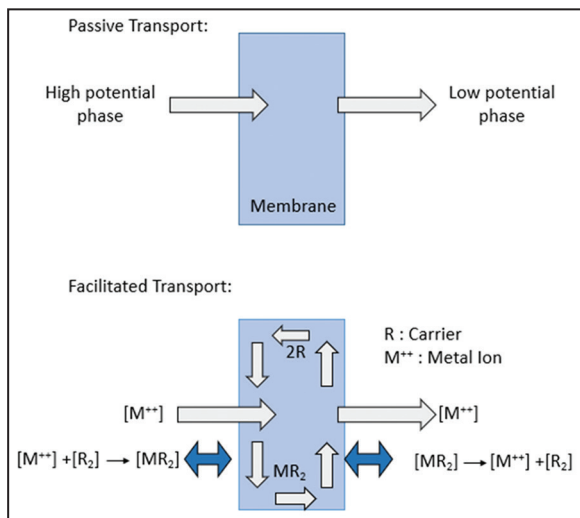 Passive Transport:
High potential
phase
Low potential
phase
Membrane
Facilitated Transport:
2R
R : Carrier
M⁺⁺ : Metal Ion
[M⁺⁺]
[M⁺⁺]
[M⁺⁺] +[R₂] → [MR₂]
MR₂
[MR₂] → [M⁺⁺] +[R₂]